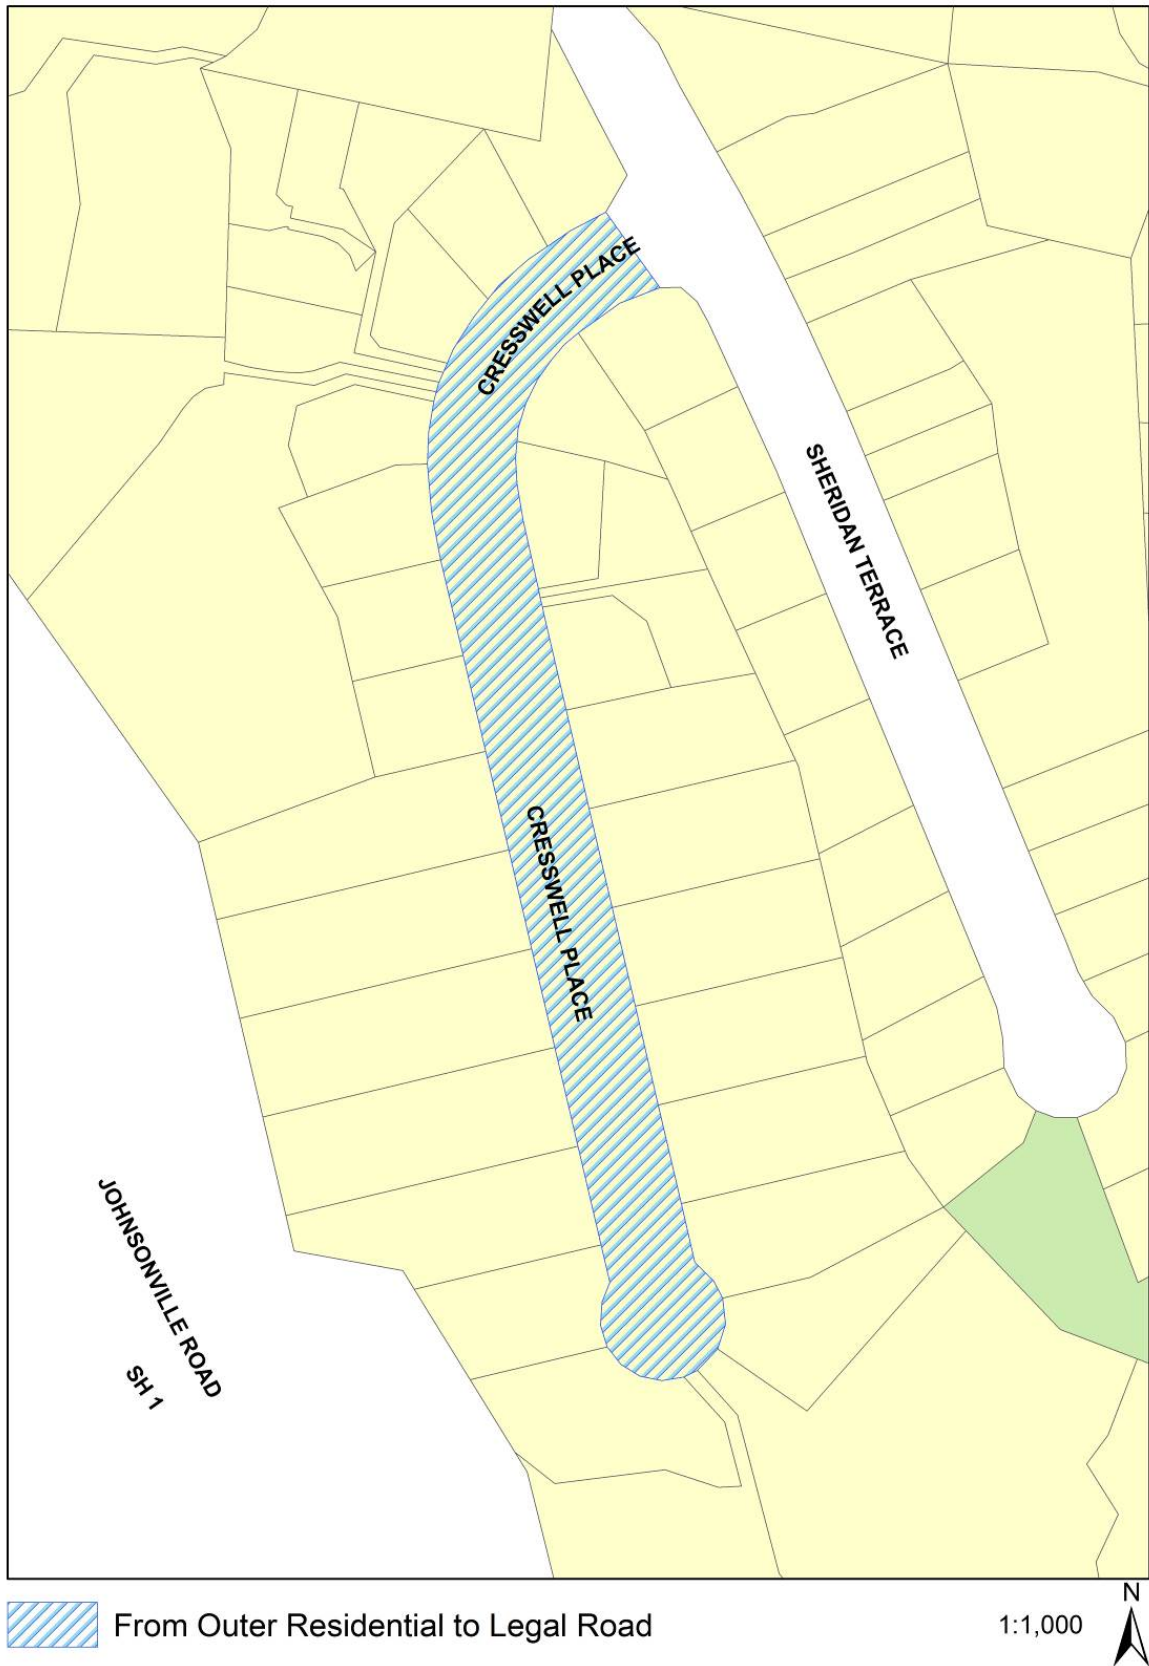 CRESSWELL PLACE
SHERIDAN TERRACE
CRESSWELL PLACE
JOHNSONVILLE ROAD
SH 1
From Outer Residential to Legal Road
1:1,000
N